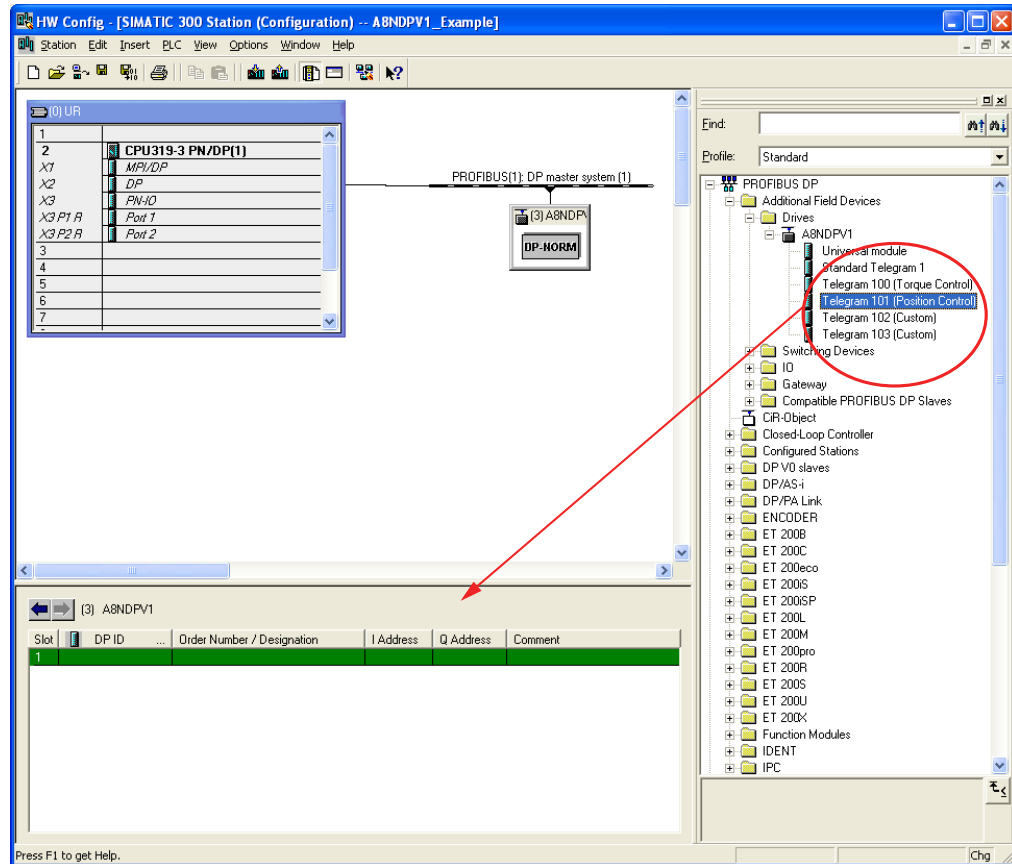 HW Config - [SIMATIC 300 Station (Configuration) -- A8NDPV1_Example]
Station Edit Insert PLC View Options Window Help
(0) UR
1
2 CPU319-3 PN/DP(1)
X1 MPI/DP
X2 DP
X3 PN-IO
X3 P1 R Port 1
X3 P2 R Port 2
3
4
5
6
7
PROFIBUS(1): DP master system (1)
(3) A8NDPV
DP-NORM
Find:
Profile: Standard
PROFIBUS DP
Additional Field Devices
Drives
A8NDPV1
Universal module
Standard Telegram 1
Telegram 100 (Torque Control)
Telegram 101 (Position Control)
Telegram 102 (Custom)
Telegram 103 (Custom)
Switching Devices
IO
Gateway
Compatible PROFIBUS DP Slaves
CiR-Object
Closed-Loop Controller
Configured Stations
DP V0 slaves
DP/AS-i
DP/PA Link
ENCODER
ET 200B
ET 200C
ET 200eco
ET 200iS
ET 200iSP
ET 200L
ET 200M
ET 200pro
ET 200R
ET 200S
ET 200U
ET 200X
Function Modules
IDENT
IPC
(3) A8NDPV1
Slot DP ID ... Order Number / Designation I Address Q Address Comment
1
Press F1 to get Help.
Chg